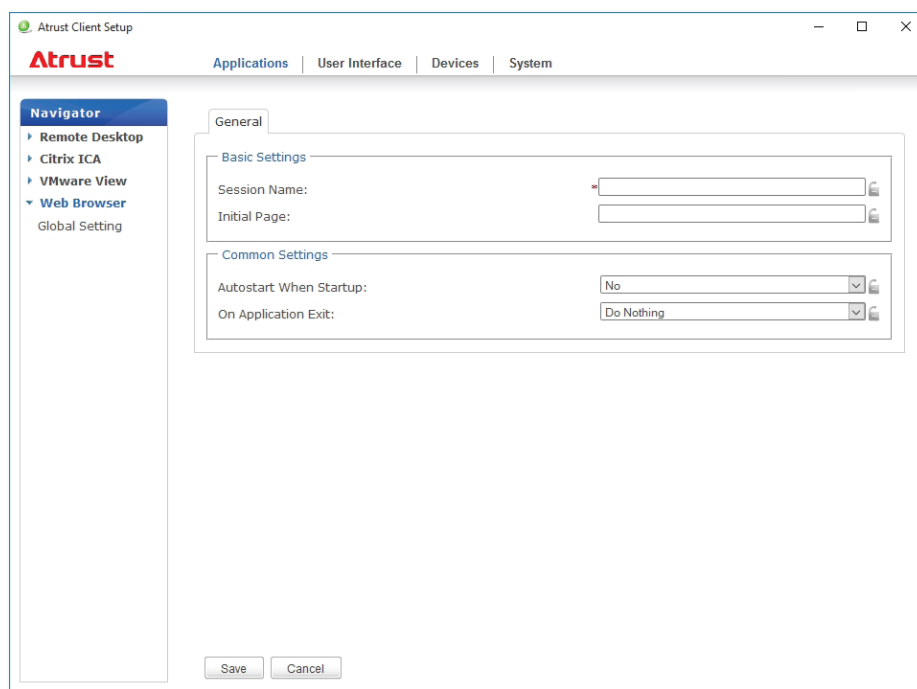 Atrust Client Setup
Atrust
Applications | User Interface | Devices | System
Navigator
Remote Desktop
Citrix ICA
VMware View
Web Browser
Global Setting
General
Basic Settings
Session Name: *
Initial Page:
Common Settings
Autostart When Startup: No
On Application Exit: Do Nothing
Save Cancel